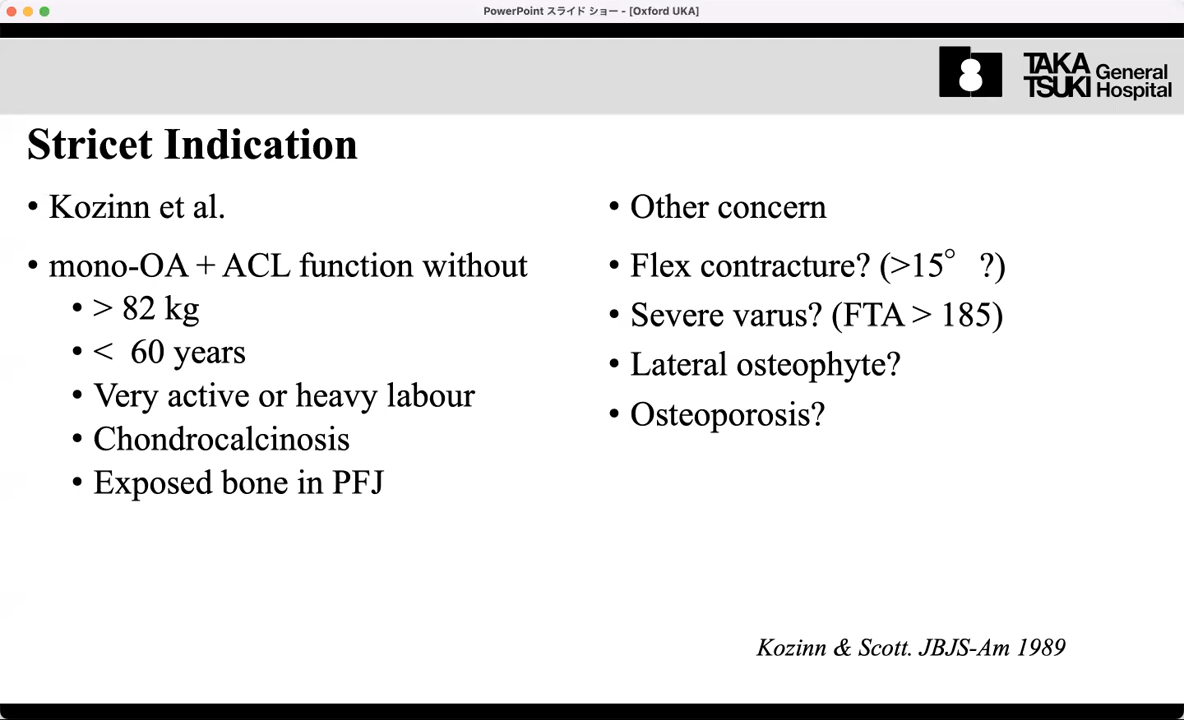 PowerPoint スライド ショー - [Oxford UKA]
TAKA
TSUKI
General
Hospital
Stricet Indication
• Kozinn et al.
• mono-OA + ACL function without
• > 82 kg
• < 60 years
• Very active or heavy labour
• Chondrocalcinosis
• Exposed bone in PFJ
• Other concern
• Flex contracture? (>15° ?)
• Severe varus? (FTA > 185)
• Lateral osteophyte?
• Osteoporosis?
Kozinn & Scott. JBJS-Am 1989